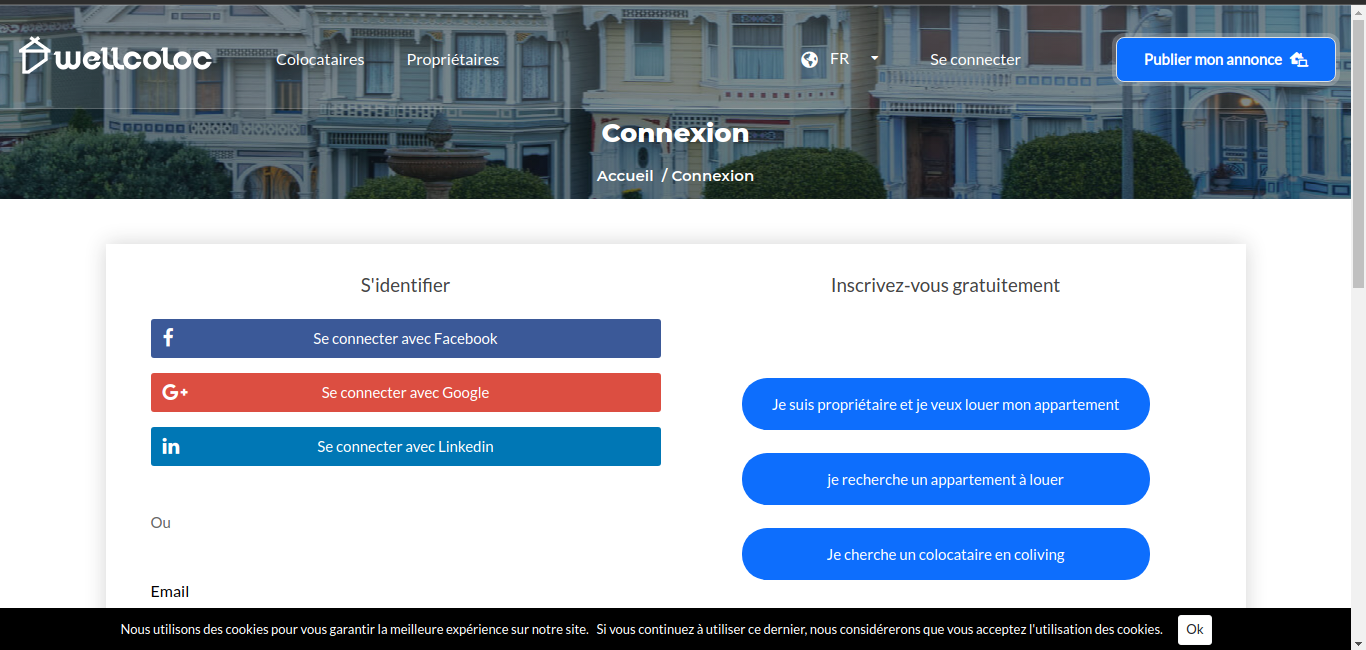 wellcoloc
Colocataires
Propriétaires
FR
Se connecter
Publier mon annonce
Connexion
Accueil / Connexion
S'identifier
Se connecter avec Facebook
G+
Se connecter avec Google
in
Se connecter avec Linkedin
Ou
Email
Inscrivez-vous gratuitement
Je suis propriétaire et je veux louer mon appartement
je recherche un appartement à louer
Je cherche un colocataire en coliving
Nous utilisons des cookies pour vous garantir la meilleure expérience sur notre site. Si vous continuez à utiliser ce dernier, nous considérerons que vous acceptez l'utilisation des cookies.
Ok